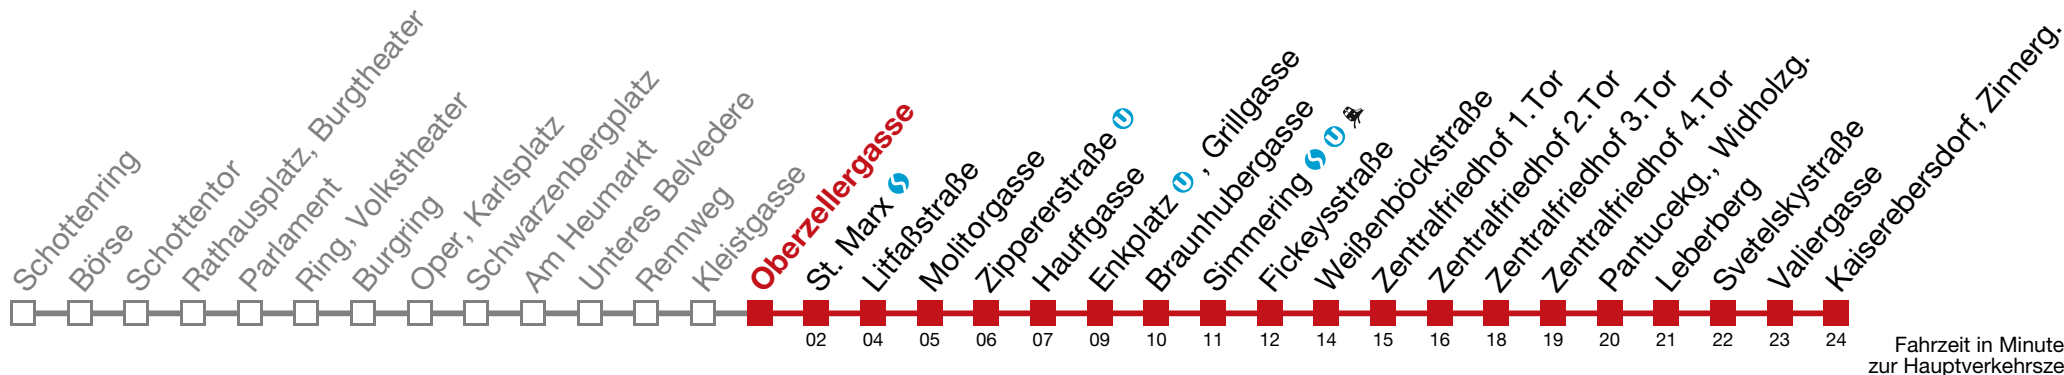 Schottenring
Börse
Schottentor
Rathausplatz, Burgtheater
Parlament
Ring, Volkstheater
Burgring
Oper, Karlsplatz
Schwarzenbergplatz
Am Heumarkt
Unteres Belvedere
Rennweg
Kleistgasse
Oberzellergasse
St. Marx
Litfaßstraße
Molitorgasse
Zippererstraße U
Hauffgasse
Enkplatz U , Grillgasse
Braunhubergasse
Simmering U
Fickeysstraße
Weißenböckstraße
Zentralfriedhof 1.Tor
Zentralfriedhof 2.Tor
Zentralfriedhof 3.Tor
Zentralfriedhof 4.Tor
Pantucekg., Widholzg.
Leberberg
Svetelskystraße
Valiergasse
Kaiserebersdorf, Zinnerg.
02 04 05 06 07 09 10 11 12 14 15 16 18 19 20 21 22 23 24
Fahrzeit in Minute
zur Hauptverkehrsze